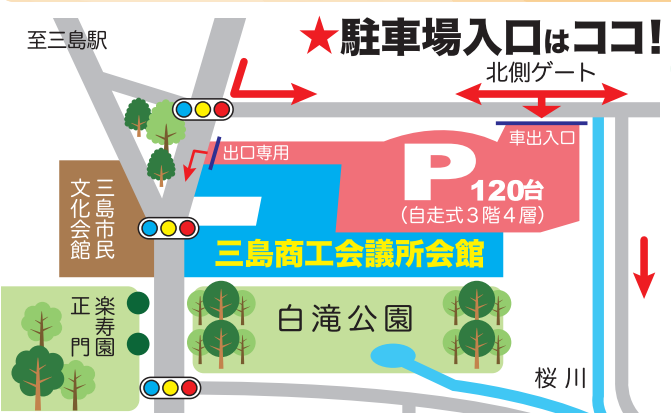 ★駐車場入口はココ!
至三島駅
北側ゲート
車出入口
出口専用
P 120台
(自走式3階4層)
三島市民
文化会館
三島商工会議所会館
楽寿園
正門
白滝公園
桜川